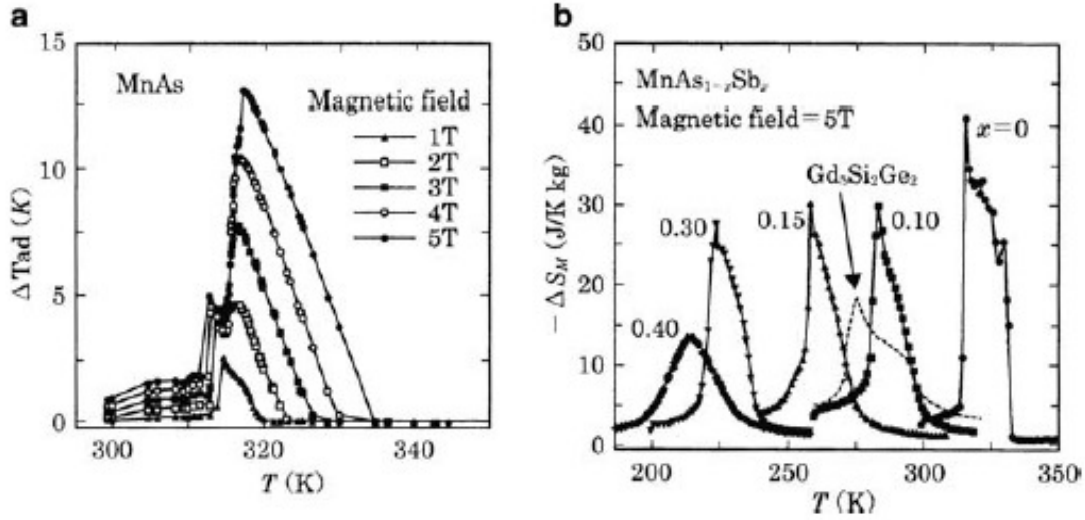 a
15
10
5
0
ΔTad (K)
MnAs
Magnetic field
1T
2T
3T
4T
5T
300
320
340
T (K)
b
50
40
30
20
10
0
− ΔS_M (J/K kg)
MnAs₁₋ₓSbₓ
Magnetic field=5T
x=0
Gd₅Si₂Ge₂
0.30
0.15
0.10
0.40
200
250
300
350
T (K)